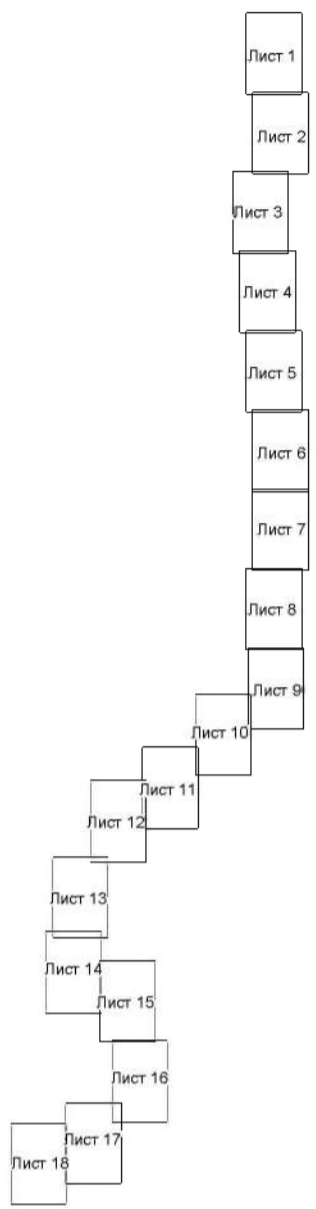 Лист 1
Лист 2
Лист 3
Лист 4
Лист 5
Лист 6
Лист 7
Лист 8
Лист 9
Лист 10
Лист 11
Лист 12
Лист 13
Лист 14
Лист 15
Лист 16
Лист 17
Лист 18